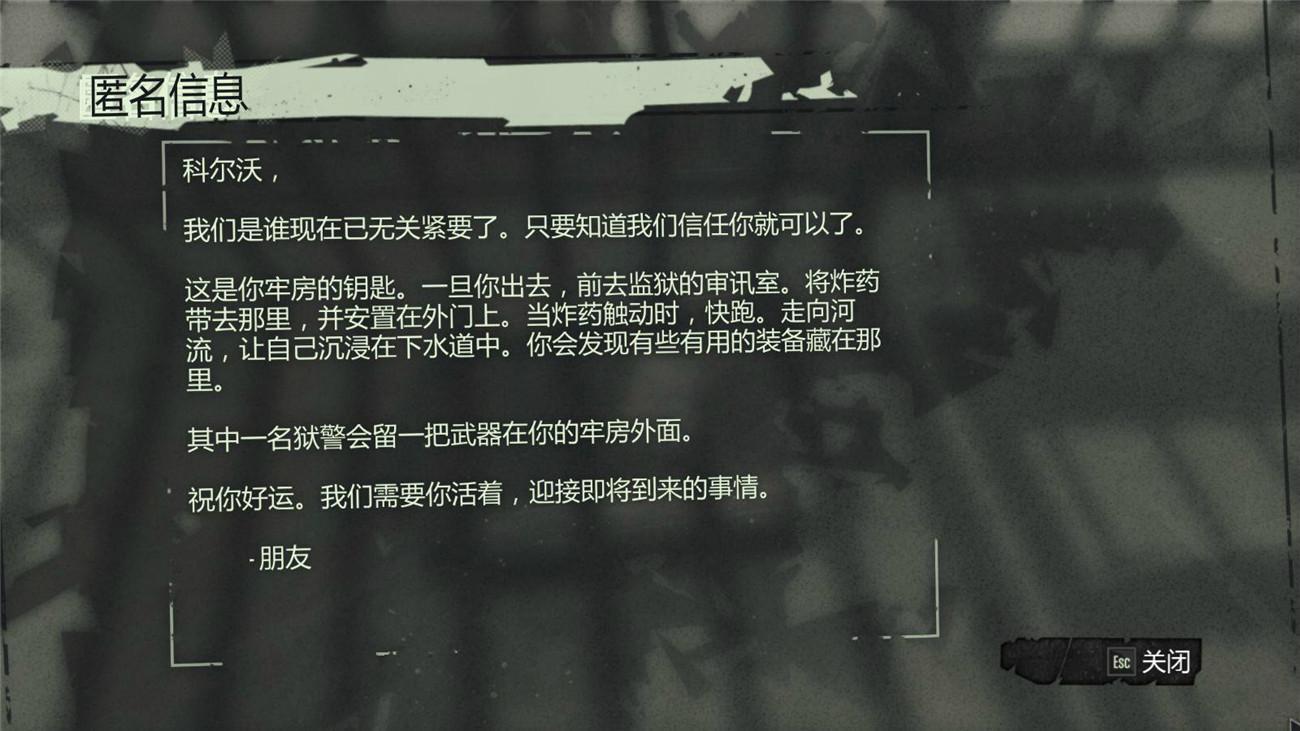 匿名信息
科尔沃，
我们是谁现在已无关紧要了。只要知道我们信任你就可以了。
这是你牢房的钥匙。一旦你出去，前去监狱的审讯室。将炸药
带去那里，并安置在外门上。当炸药触动时，快跑。走向河
流，让自己沉浸在下水道中。你会发现有些有用的装备藏在那
里。
其中一名狱警会留一把武器在你的牢房外面。
祝你好运。我们需要你活着，迎接即将到来的事情。
- 朋友
Esc 关闭